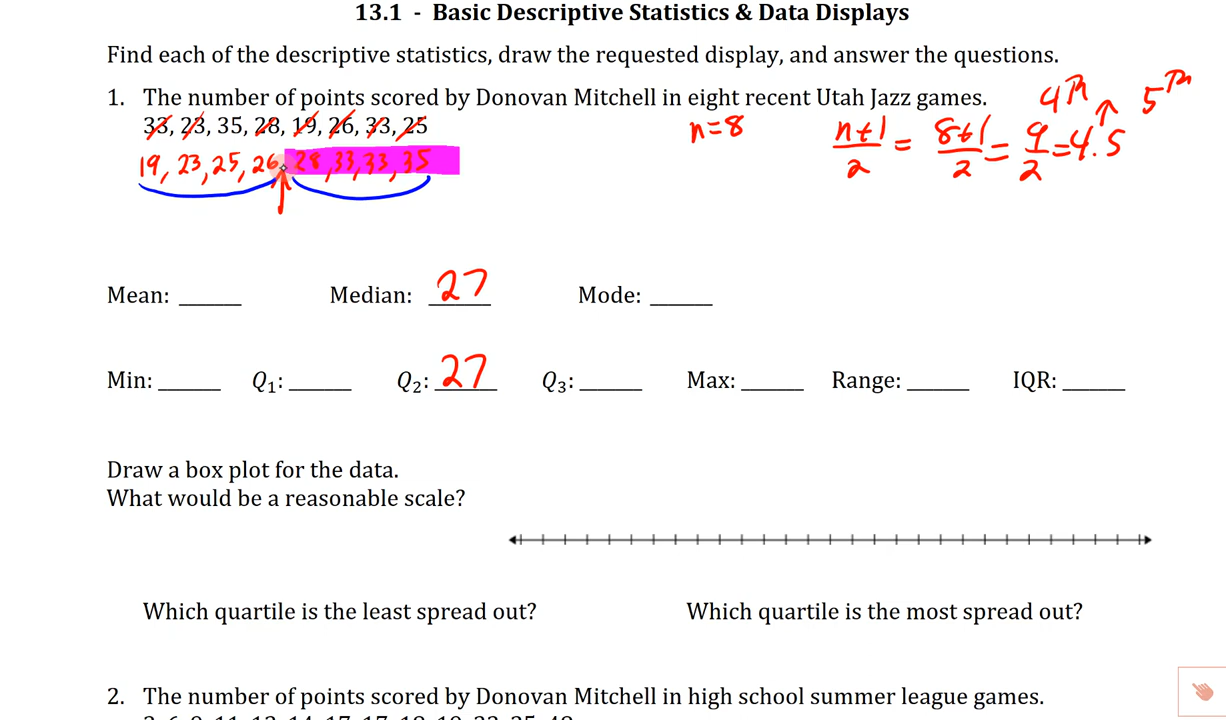 13.1 - Basic Descriptive Statistics & Data Displays
Find each of the descriptive statistics, draw the requested display, and answer the questions.
1. The number of points scored by Donovan Mitchell in eight recent Utah Jazz games.
4th 5th
33, 23, 35, 28, 19, 26, 33, 25
n=8 n+1/2 = 8+1/2 = 9/2 = 4.5
19, 23, 25, 26, 28, 33, 33, 35
Mean: ______ Median: 27 Mode: ______
Min: ______ Q₁: ______ Q₂: 27 Q₃: ______ Max: ______ Range: ______ IQR: ______
Draw a box plot for the data.
What would be a reasonable scale?
Which quartile is the least spread out? Which quartile is the most spread out?
2. The number of points scored by Donovan Mitchell in high school summer league games.